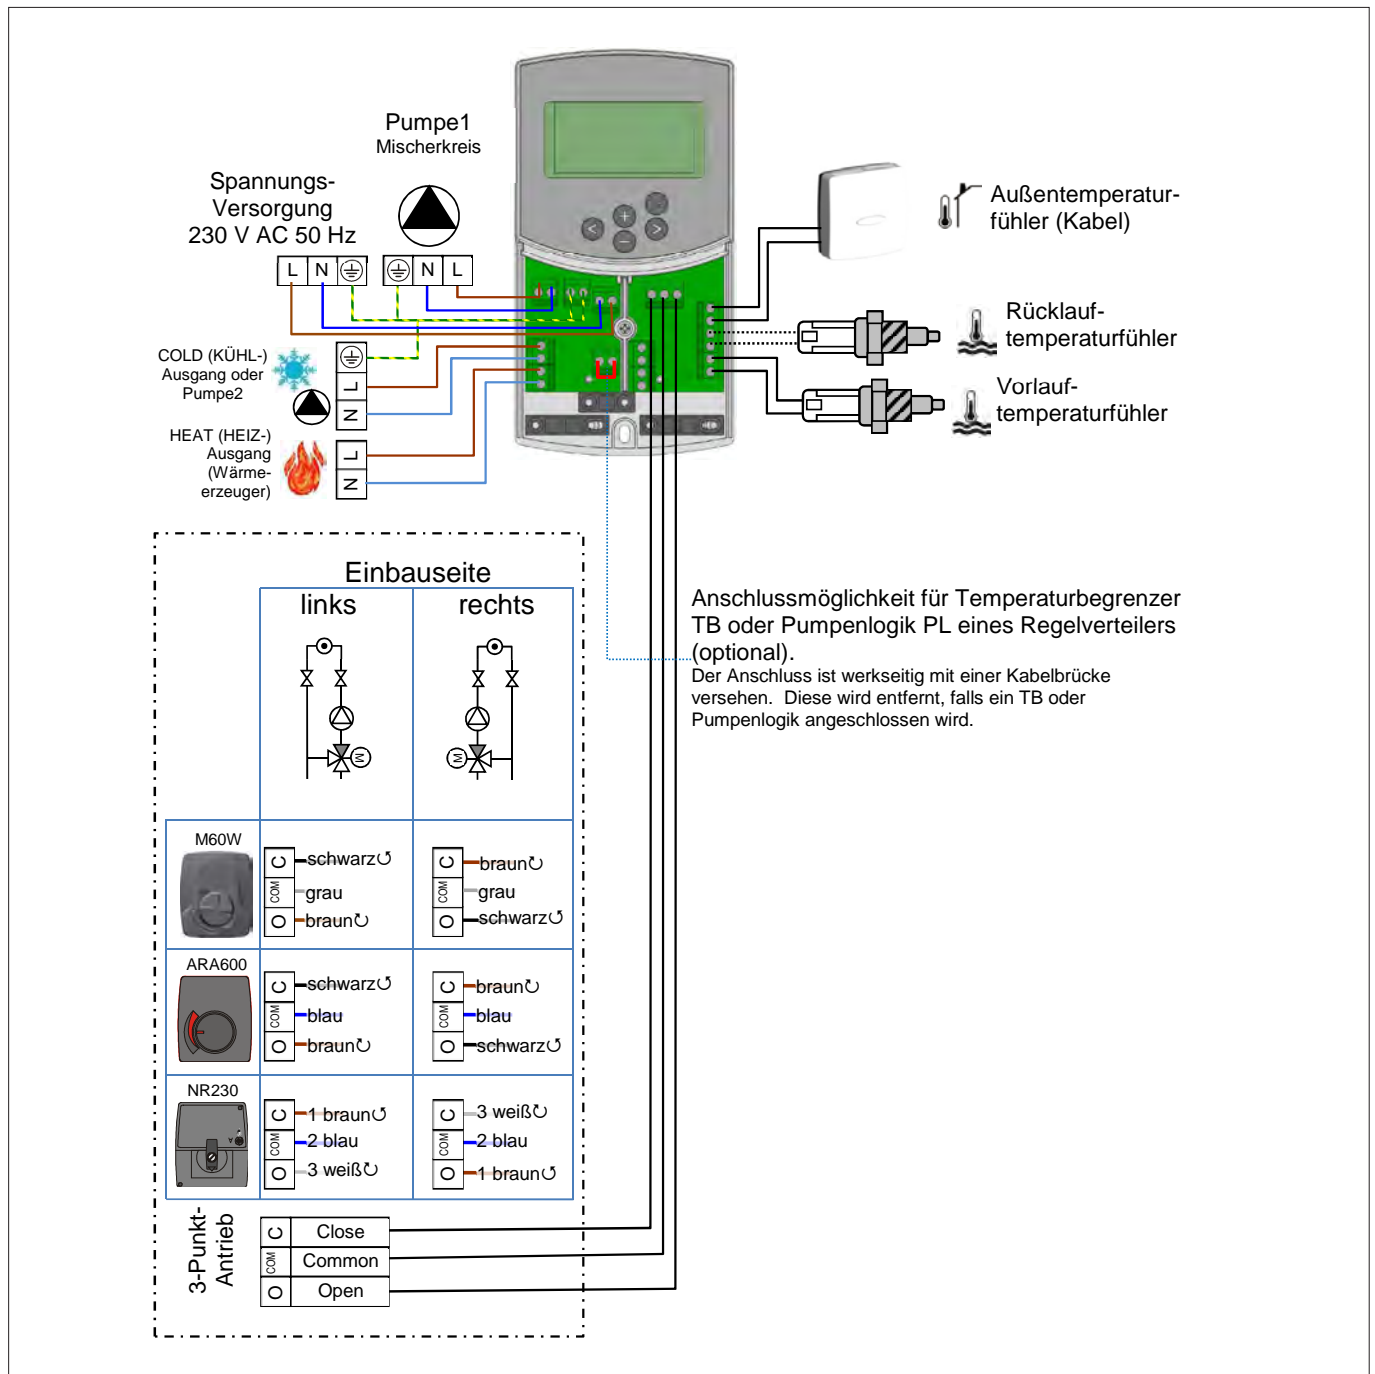 Pumpe1
Mischerkreis
Spannungs-
Versorgung
230 V AC 50 Hz
L N
N L
Außentemperatur-
fühler (Kabel)
Rücklauf-
temperaturfühler
Vorlauf-
temperaturfühler
COLD (KÜHL-)
Ausgang oder
Pumpe2
L
N
HEAT (HEIZ-)
Ausgang
(Wärme-
erzeuger)
L
N
Einbauseite
links rechts
M M
Anschlussmöglichkeit für Temperaturbegrenzer
TB oder Pumpenlogik PL eines Regelverteilers
(optional).
Der Anschluss ist werkseitig mit einer Kabelbrücke
versehen. Diese wird entfernt, falls ein TB oder
Pumpenlogik angeschlossen wird.
M60W
C schwarz↺ C braun↻
COM grau COM grau
O braun↻ O schwarz↺
ARA600
C schwarz↺ C braun↻
COM blau COM blau
O braun↻ O schwarz↺
NR230
C 1 braun↺ C 3 weiß↻
COM 2 blau COM 2 blau
O 3 weiß↻ O 1 braun↺
3-Punkt-
Antrieb
C Close
COM Common
O Open